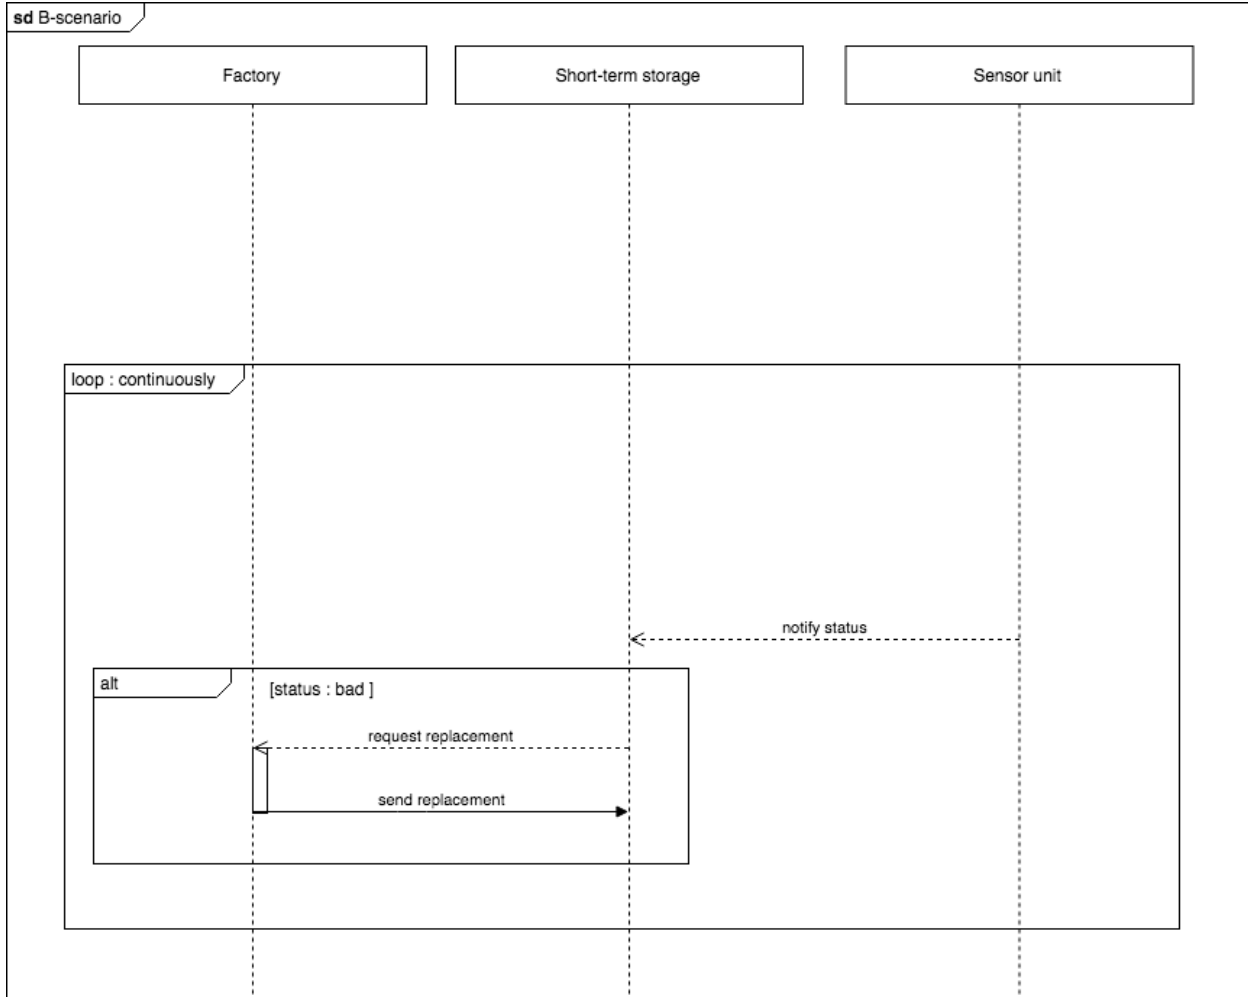 sd B-scenario
Factory
Short-term storage
Sensor unit
loop : continuously
notify status
alt
[status : bad ]
request replacement
send replacement